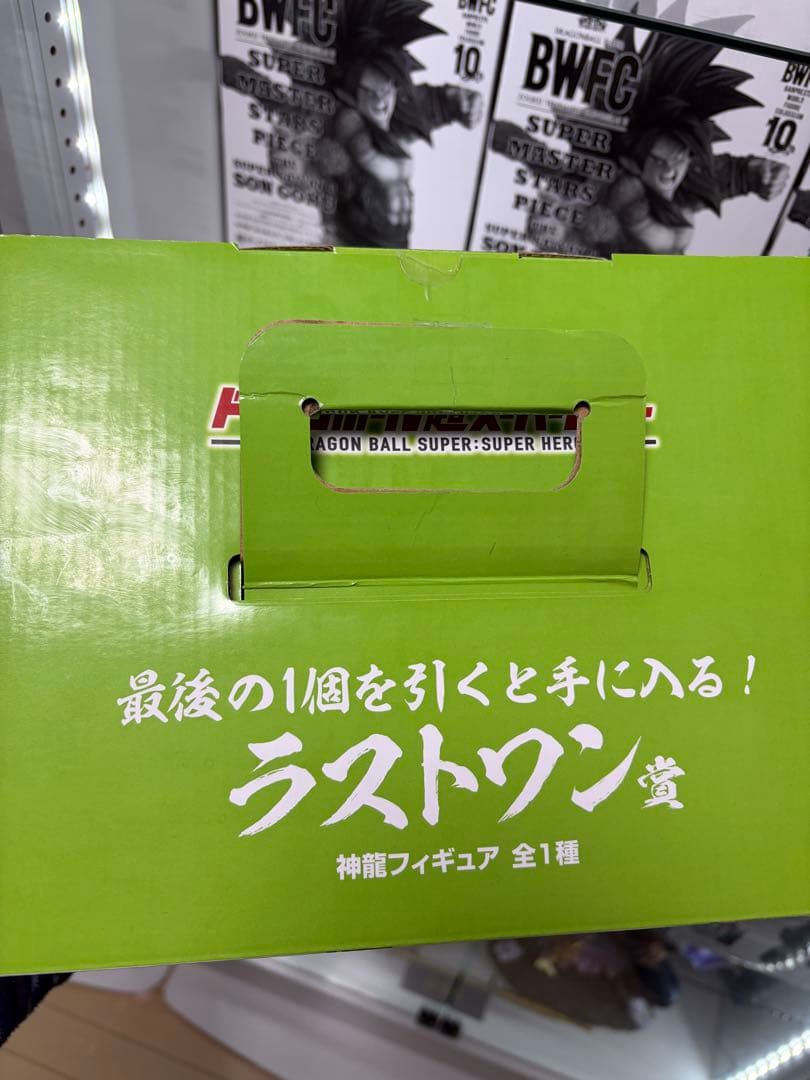 BWFC
SUPER
MASTER
STARS
PIECE
SON GOKU
10
BWFC
SUPER
MASTER
STARS
PIECE
10
RAGON BALL SUPER:SUPER HER
最後の1個を引くと手に入る!
ラストワン賞
神龍フィギュア 全1種